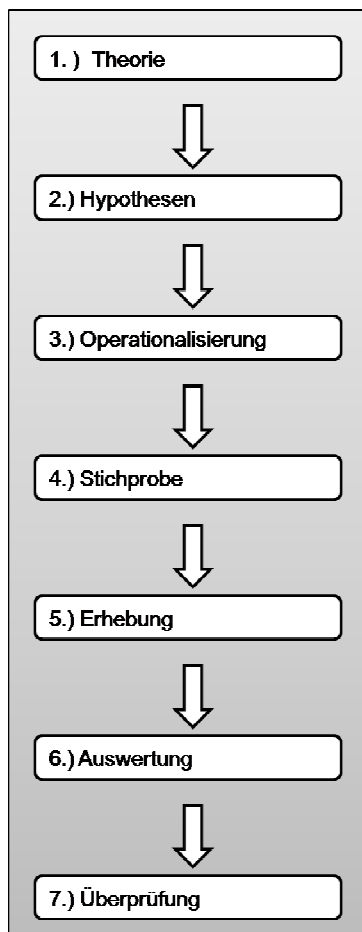 1. ) Theorie
2.) Hypothesen
3.) Operationalisierung
4.) Stichprobe
5.) Erhebung
6.) Auswertung
7.) Überprüfung